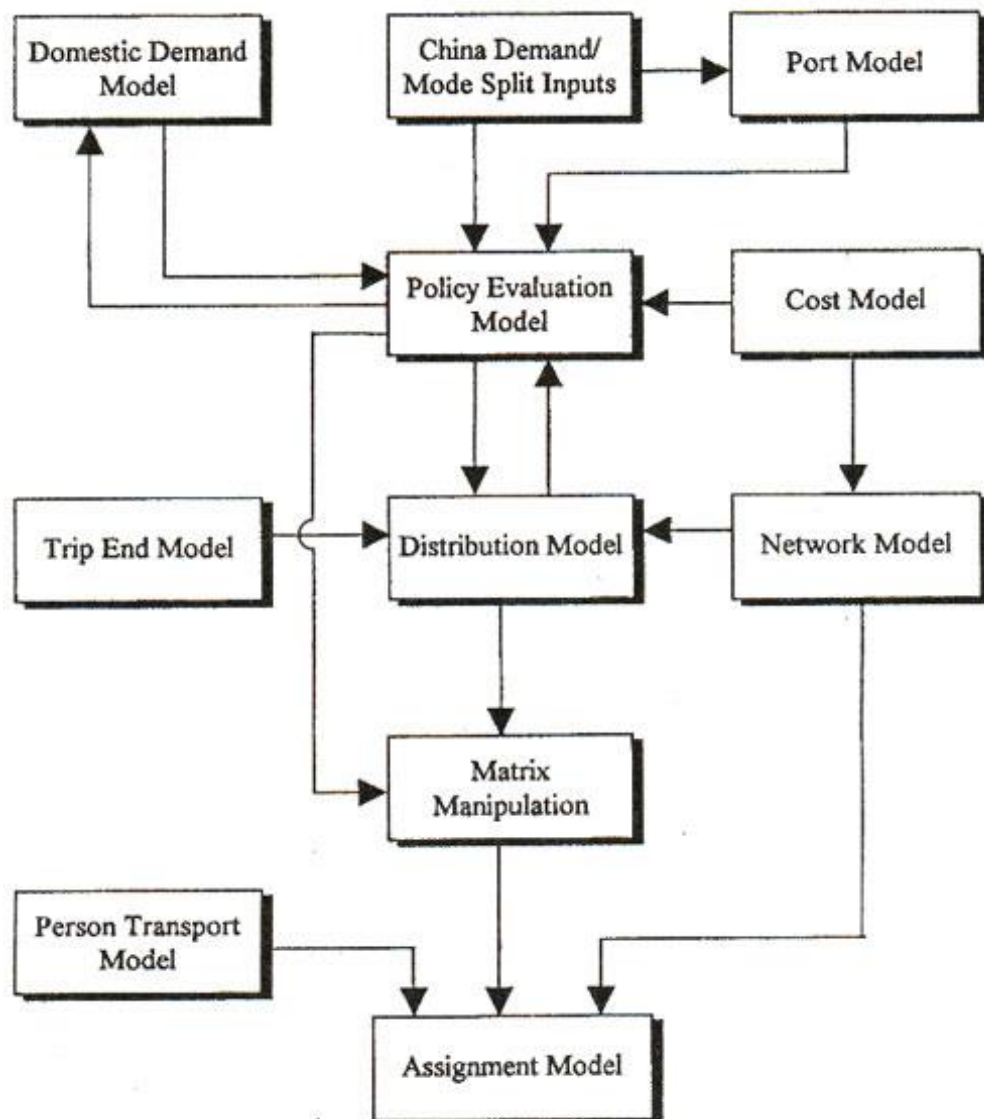 Domestic Demand
Model
China Demand/
Mode Split Inputs
Port Model
Policy Evaluation
Model
Cost Model
Trip End Model
Distribution Model
Network Model
Matrix
Manipulation
Person Transport
Model
Assignment Model